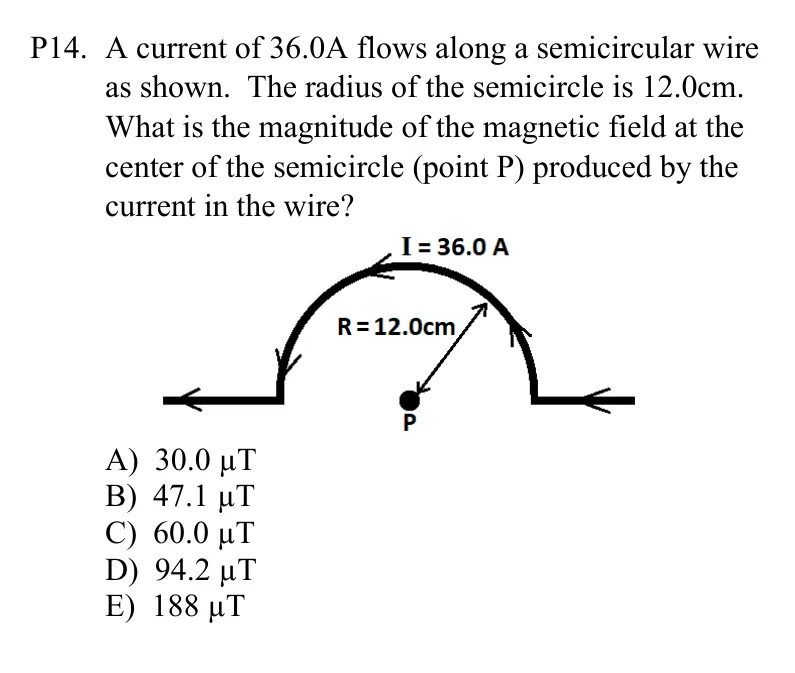 P14. A current of 36.0A flows along a semicircular wire
as shown. The radius of the semicircle is 12.0cm.
What is the magnitude of the magnetic field at the
center of the semicircle (point P) produced by the
current in the wire?
I = 36.0 A
R = 12.0cm
P
A) 30.0 μT
B) 47.1 μT
C) 60.0 μT
D) 94.2 μT
E) 188 μT